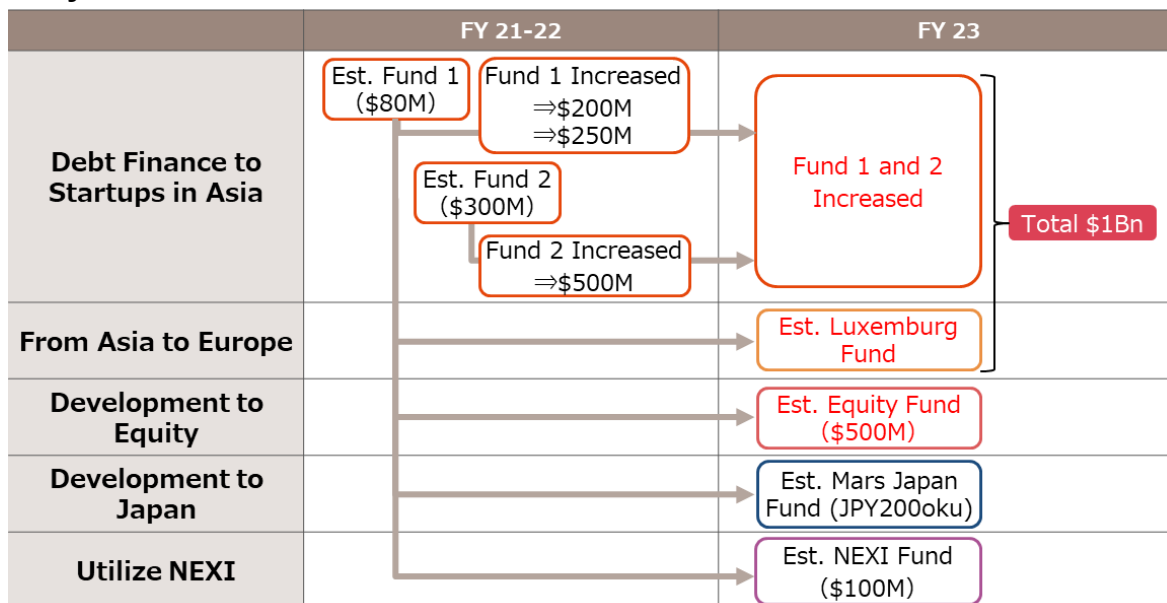 FY 21-22
FY 23
Debt Finance to
Startups in Asia
Est. Fund 1
($80M)
Fund 1 Increased
⇒$200M
⇒$250M
Est. Fund 2
($300M)
Fund 2 Increased
⇒$500M
Fund 1 and 2
Increased
Total $1Bn
From Asia to Europe
Est. Luxemburg
Fund
Development to
Equity
Est. Equity Fund
($500M)
Development to
Japan
Est. Mars Japan
Fund (JPY200oku)
Utilize NEXI
Est. NEXI Fund
($100M)